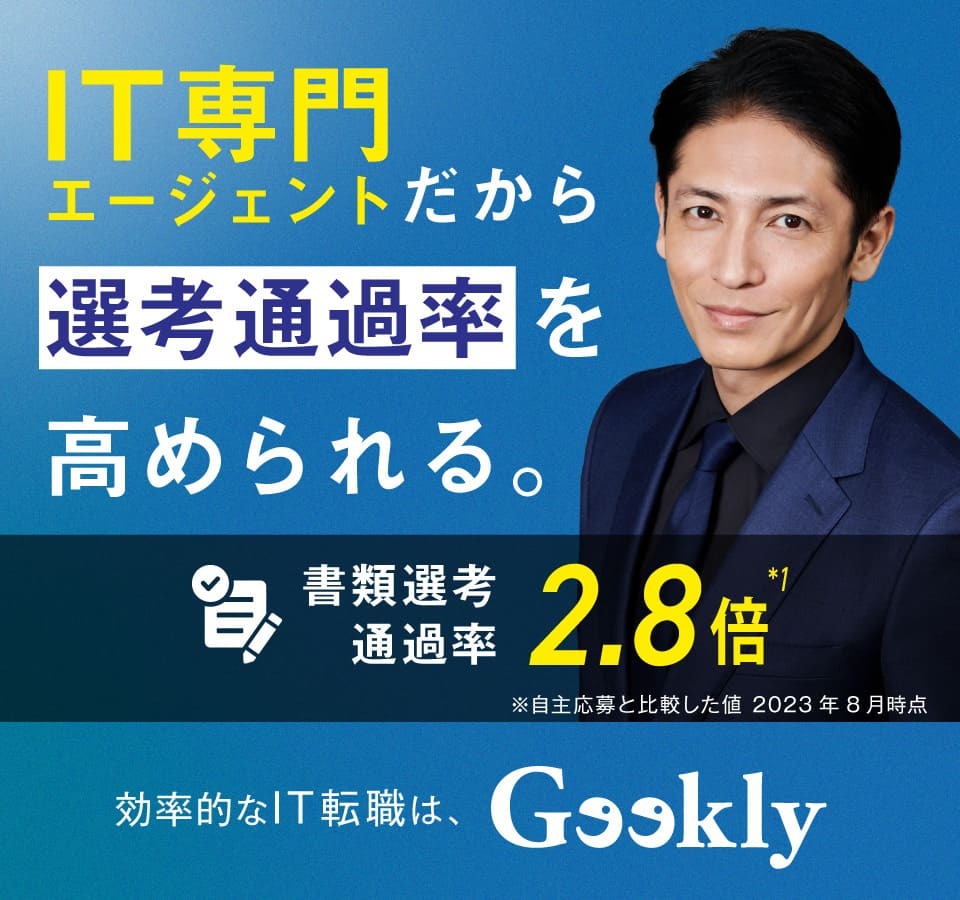 IT専門
エージェントだから
選考通過率を
高められる。
書類選考
通過率
2.8倍*1
※自主応募と比較した値 2023年8月時点
効率的なIT転職は、Geekly